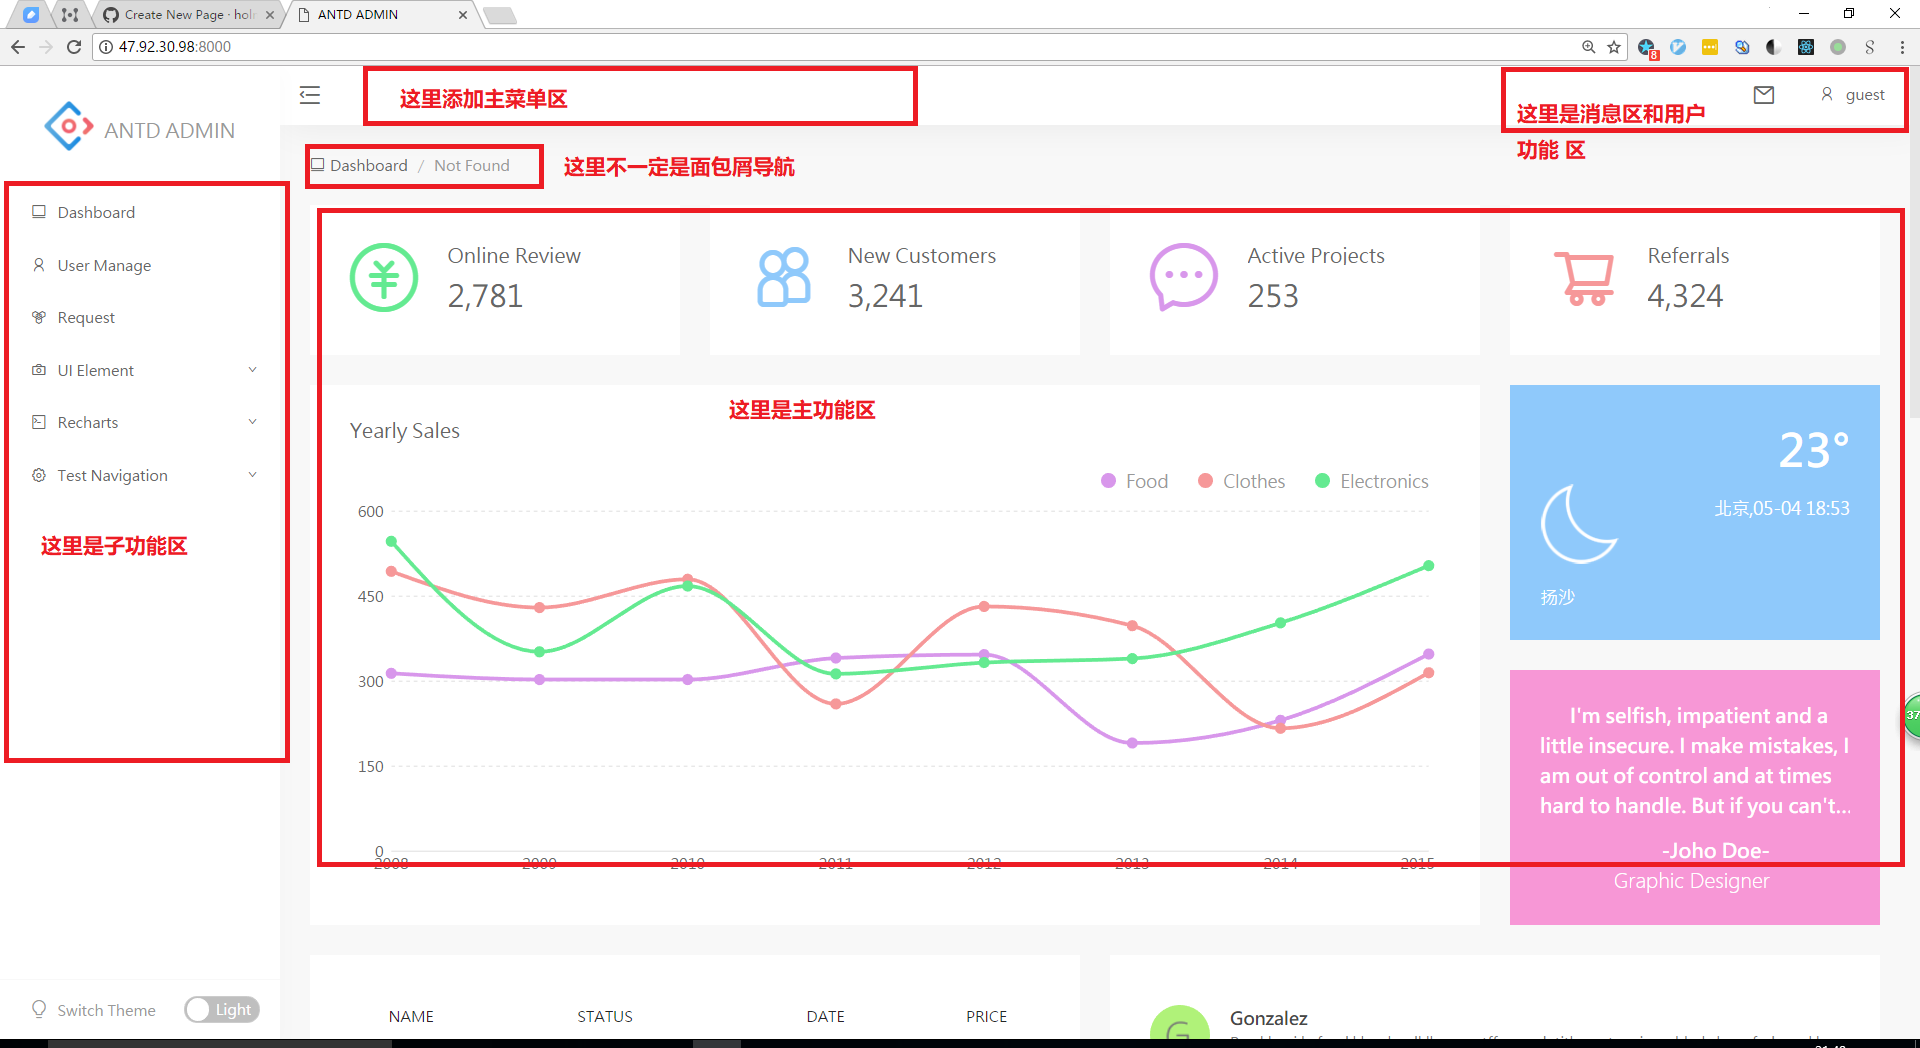 Create New Page · hol
ANTD ADMIN
47.92.30.98:8000
8
ANTD ADMIN
这里添加主菜单区
这里是消息区和用户
功能 区
guest
Dashboard / Not Found
这里不一定是面包屑导航
Dashboard
User Manage
Request
UI Element
Recharts
Test Navigation
这里是子功能区
Switch Theme
Light
Online Review
2,781
New Customers
3,241
Active Projects
253
Referrals
4,324
这里是主功能区
Yearly Sales
Food
Clothes
Electronics
600
450
300
150
0
2008 2009 2010 2011 2012 2013 2014 2015
23°
北京,05-04 18:53
扬沙
37
I'm selfish, impatient and a
little insecure. I make mistakes, I
am out of control and at times
hard to handle. But if you can't...
-Joho Doe-
Graphic Designer
NAME STATUS DATE PRICE
G
Gonzalez